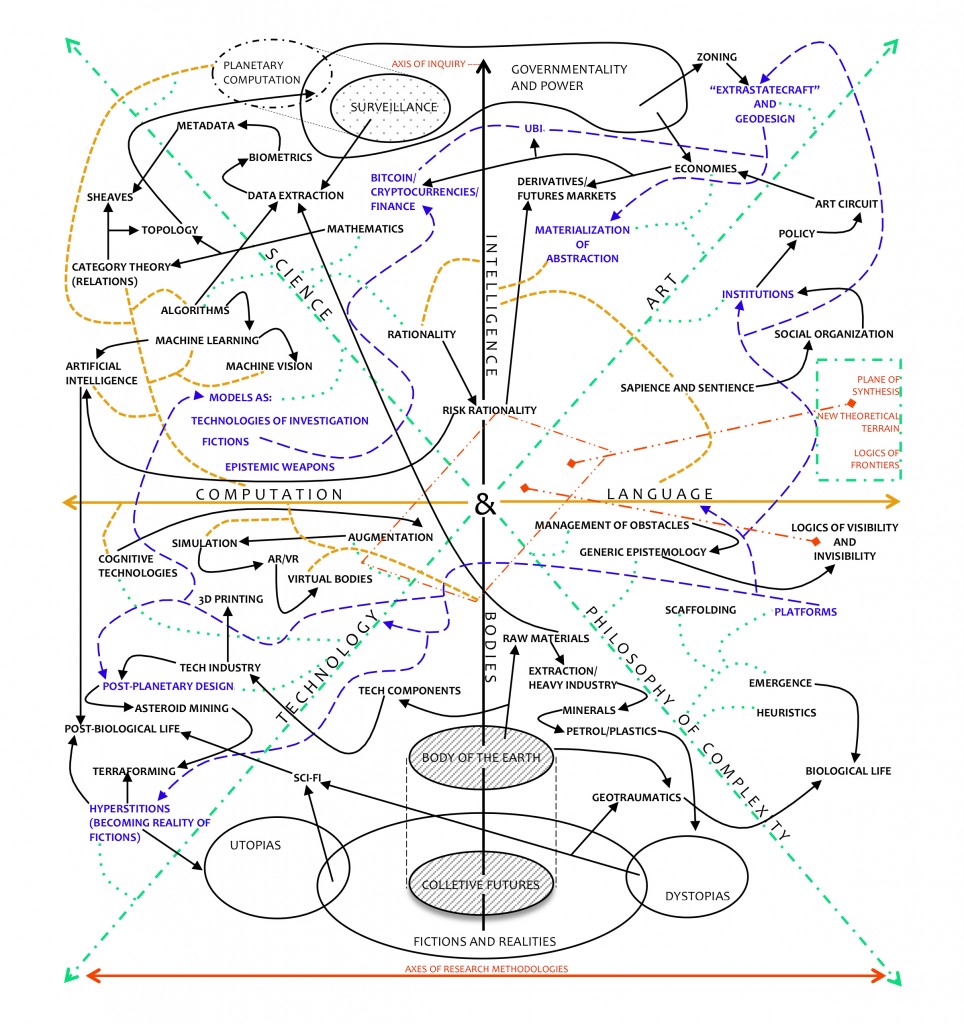 PLANETARY
COMPUTATION
AXIS OF INQUIRY
GOVERNMENTALITY
AND POWER
ZONING
SURVEILLANCE
"EXTRASTATECRAFT"
AND
GEODESIGN
METADATA
UBI
BIOMETRICS
ECONOMIES
BITCOIN/
CRYPTOCURRENCIES/
FINANCE
DERIVATIVES/
FUTURES MARKETS
SHEAVES
DATA EXTRACTION
ART CIRCUIT
TOPOLOGY
MATHEMATICS
MATERIALIZATION
OF
ABSTRACTION
POLICY
CATEGORY THEORY
(RELATIONS)
SCIENCE
INTELLIGENCE
ART
INSTITUTIONS
ALGORITHMS
RATIONALITY
SOCIAL ORGANIZATION
MACHINE LEARNING
ARTIFICIAL
INTELLIGENCE
MACHINE VISION
SAPIENCE AND SENTIENCE
PLANE OF
SYNTHESIS
MODELS AS:
TECHNOLOGIES OF INVESTIGATION
FICTIONS
EPISTEMIC WEAPONS
RISK RATIONALITY
NEW THEORETICAL
TERRAIN
LOGICS OF
FRONTIERS
COMPUTATION
&
LANGUAGE
MANAGEMENT OF OBSTACLES
LOGICS OF VISIBILITY
AND
INVISIBILITY
SIMULATION
AUGMENTATION
GENERIC EPISTEMOLOGY
COGNITIVE
TECHNOLOGIES
AR/VR
VIRTUAL BODIES
3D PRINTING
SCAFFOLDING
PLATFORMS
TECHNOLOGY
BODIES
PHILOSOPHY OF COMPLEXITY
RAW MATERIALS
TECH INDUSTRY
EXTRACTION/
HEAVY INDUSTRY
POST-PLANETARY DESIGN
TECH COMPONENTS
EMERGENCE
ASTEROID MINING
MINERALS
HEURISTICS
POST-BIOLOGICAL LIFE
PETROL/PLASTICS
BODY OF THE EARTH
TERRAFORMING
SCI-FI
BIOLOGICAL LIFE
GEOTRAUMATICS
HYPERSTITIONS
(BECOMING REALITY OF
FICTIONS)
UTOPIAS
COLLETIVE FUTURES
DYSTOPIAS
FICTIONS AND REALITIES
AXES OF RESEARCH METHODOLOGIES